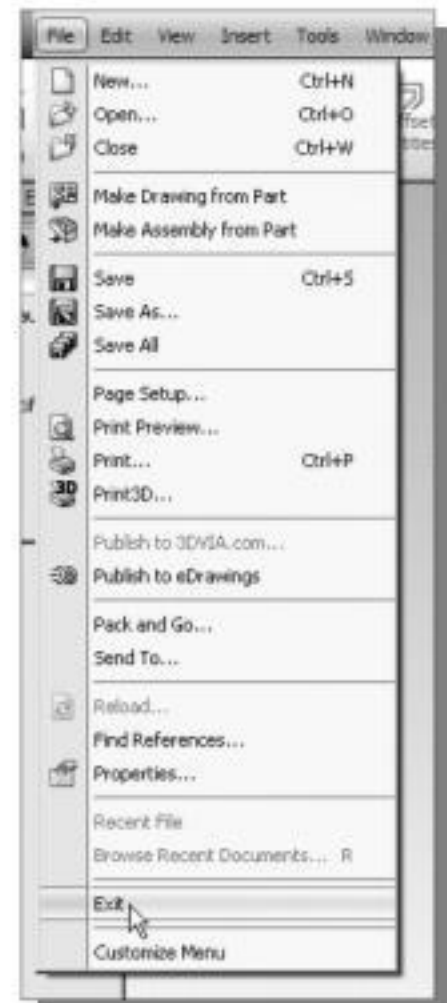 File Edit View Insert Tools Window
New... Ctrl+N
Open... Ctrl+O
Close Ctrl+W
Make Drawing from Part
Make Assembly from Part
Save Ctrl+S
Save As...
Save All
Page Setup...
Print Preview...
Print... Ctrl+P
3D Print3D...
Publish to 3DVIA.com...
Publish to eDrawings
Pack and Go...
Send To...
Reload...
Find References...
Properties...
Recent File
Browse Recent Documents... R
Exit
Customize Menu